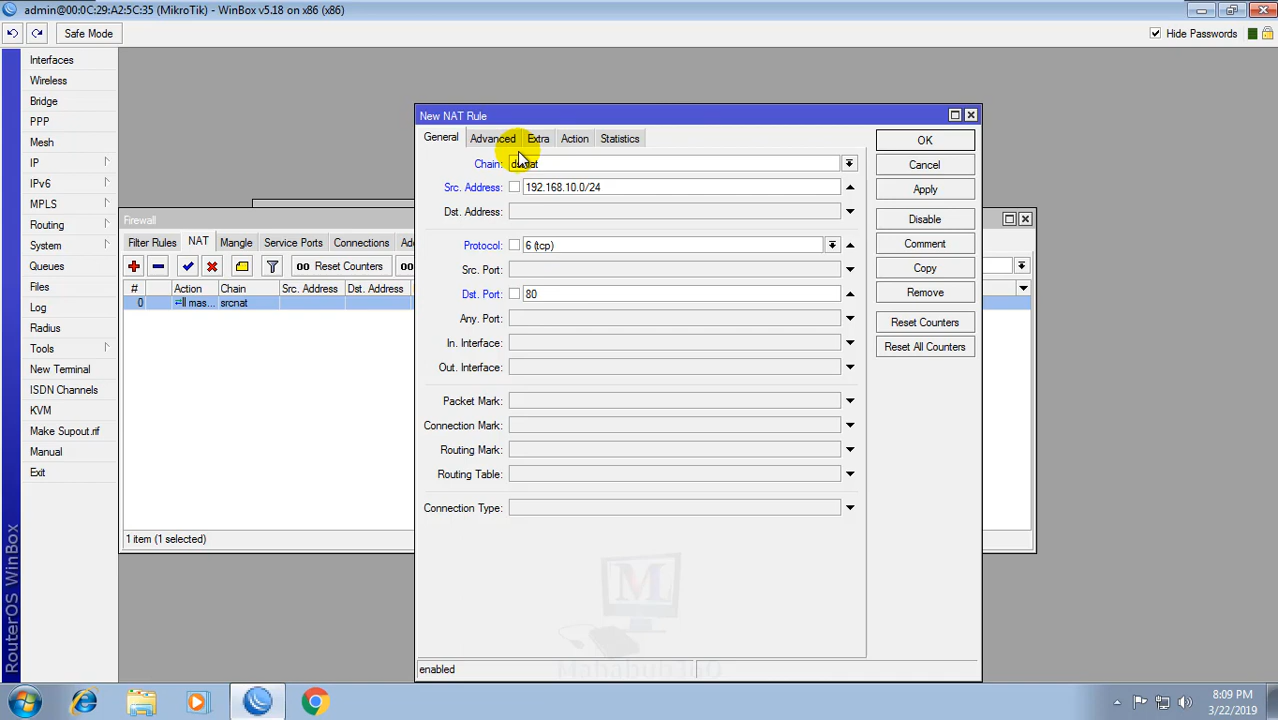 admin@00:0C:29:A2:5C:35 (MikroTik) - WinBox v5.18 on x86 (x86)
Safe Mode
Hide Passwords
Interfaces
Wireless
Bridge
PPP
Mesh
IP
IPv6
MPLS
Routing
System
Queues
Files
Log
Radius
Tools
New Terminal
ISDN Channels
KVM
Make Supout.rif
Manual
Exit
RouterOS WinBox
Firewall
Filter Rules NAT Mangle Service Ports Connections
00 Reset Counters 00
# Action Chain Src. Address Dst. Address
0 mas... srcnat
1 item (1 selected)
New NAT Rule
General Advanced Extra Action Statistics
Chain:
Src. Address: 192.168.10.0/24
Dst. Address:
Protocol: 6 (tcp)
Src. Port:
Dst. Port: 80
Any. Port:
In. Interface:
Out. Interface:
Packet Mark:
Connection Mark:
Routing Mark:
Routing Table:
Connection Type:
enabled
OK
Cancel
Apply
Disable
Comment
Copy
Remove
Reset Counters
Reset All Counters
8:09 PM
3/22/2019